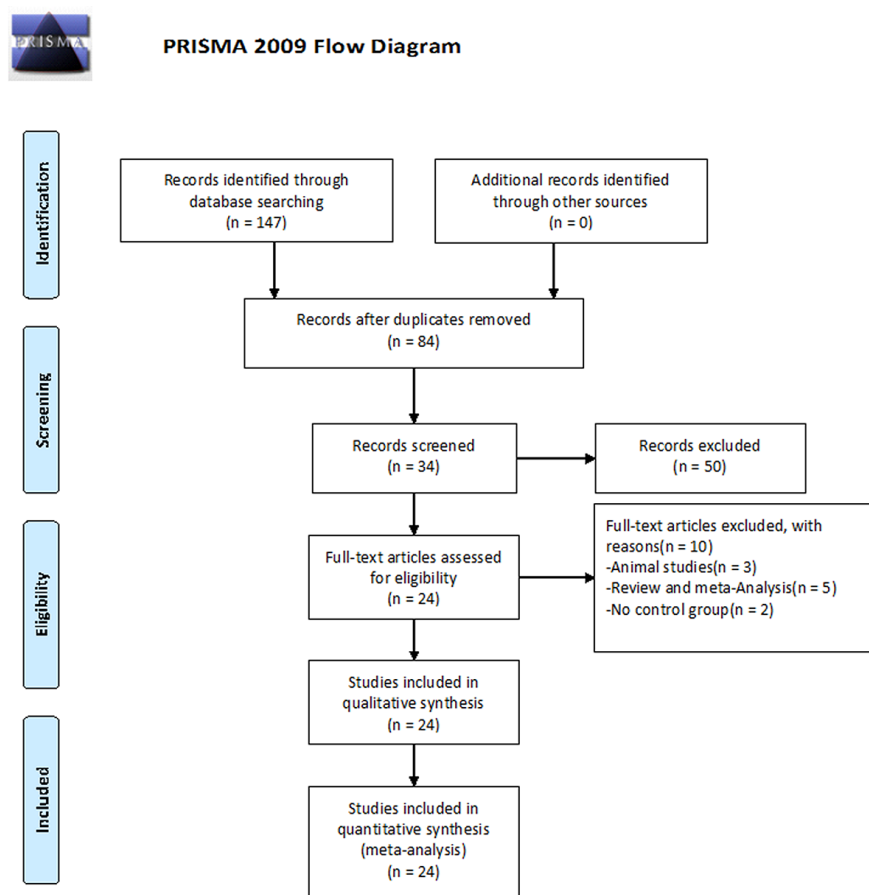 PRISMA
PRISMA 2009 Flow Diagram
Identification
Records identified through
database searching
(n = 147)
Additional records identified
through other sources
(n = 0)
Records after duplicates removed
(n = 84)
Screening
Records screened
(n = 34)
Records excluded
(n = 50)
Eligibility
Full-text articles assessed
for eligibility
(n = 24)
Full-text articles excluded, with
reasons(n = 10)
-Animal studies(n = 3)
-Review and meta-Analysis(n = 5)
-No control group(n = 2)
Studies included in
qualitative synthesis
(n = 24)
Included
Studies included in
quantitative synthesis
(meta-analysis)
(n = 24)